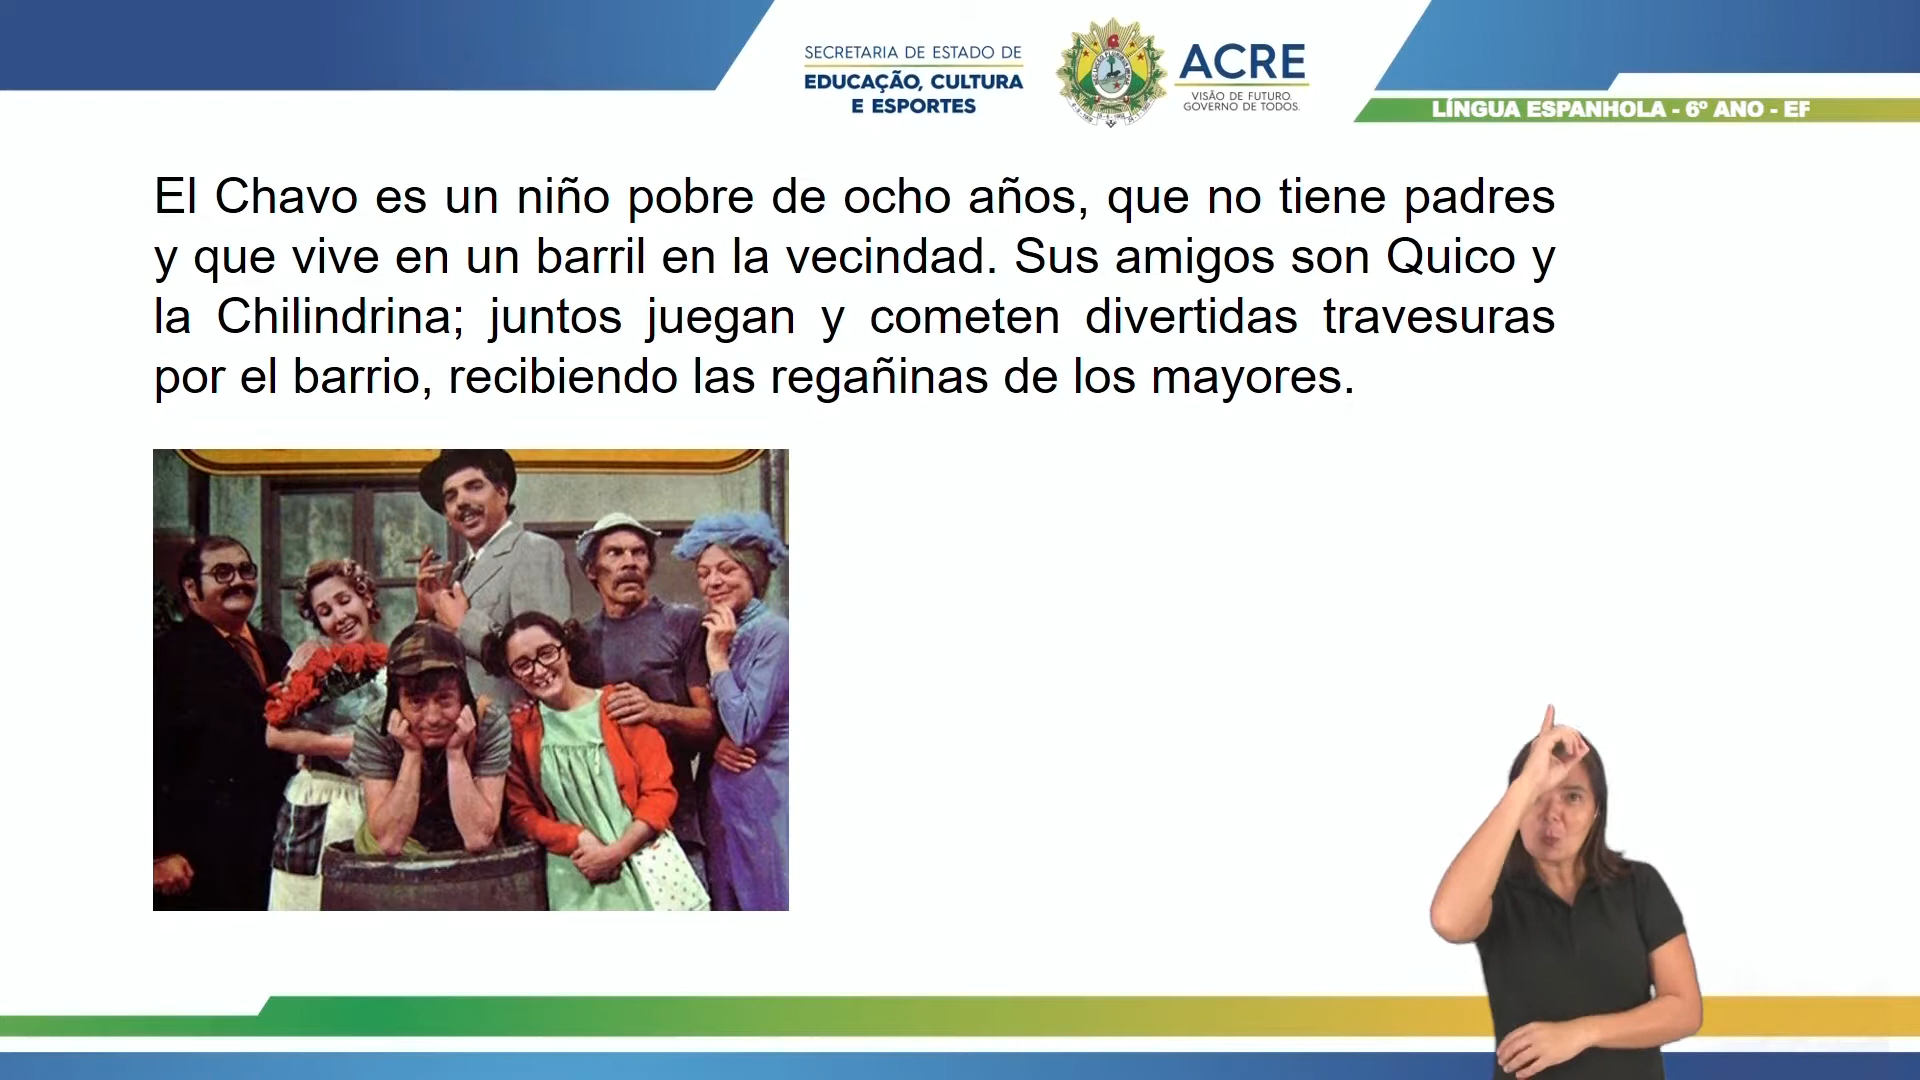 SECRETARIA DE ESTADO DE
EDUCAÇÃO, CULTURA
E ESPORTES
ACRE
VISÃO DE FUTURO.
GOVERNO DE TODOS.
LÍNGUA ESPANHOLA - 6º ANO - EF
El Chavo es un niño pobre de ocho años, que no tiene padres
y que vive en un barril en la vecindad. Sus amigos son Quico y
la Chilindrina; juntos juegan y cometen divertidas travesuras
por el barrio, recibiendo las regañinas de los mayores.